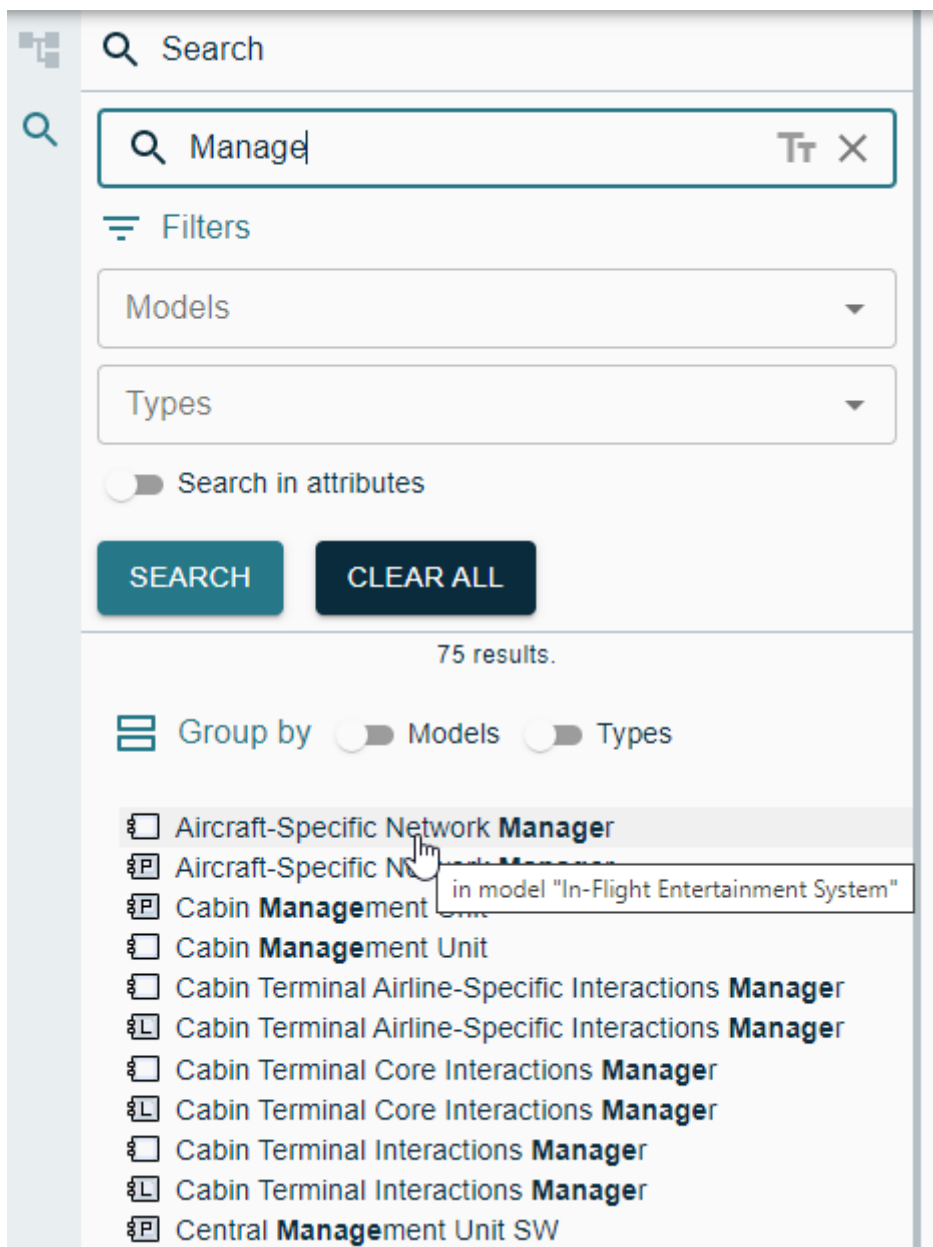 Search
Manage
Filters
Models
Types
Search in attributes
SEARCH CLEAR ALL
75 results.
Group by Models Types
Aircraft-Specific Network Manager
P Aircraft-Specific Network Manager
in model "In-Flight Entertainment System"
P Cabin Management Unit
Cabin Management Unit
Cabin Terminal Airline-Specific Interactions Manager
L Cabin Terminal Airline-Specific Interactions Manager
Cabin Terminal Core Interactions Manager
L Cabin Terminal Core Interactions Manager
Cabin Terminal Interactions Manager
L Cabin Terminal Interactions Manager
P Central Management Unit SW